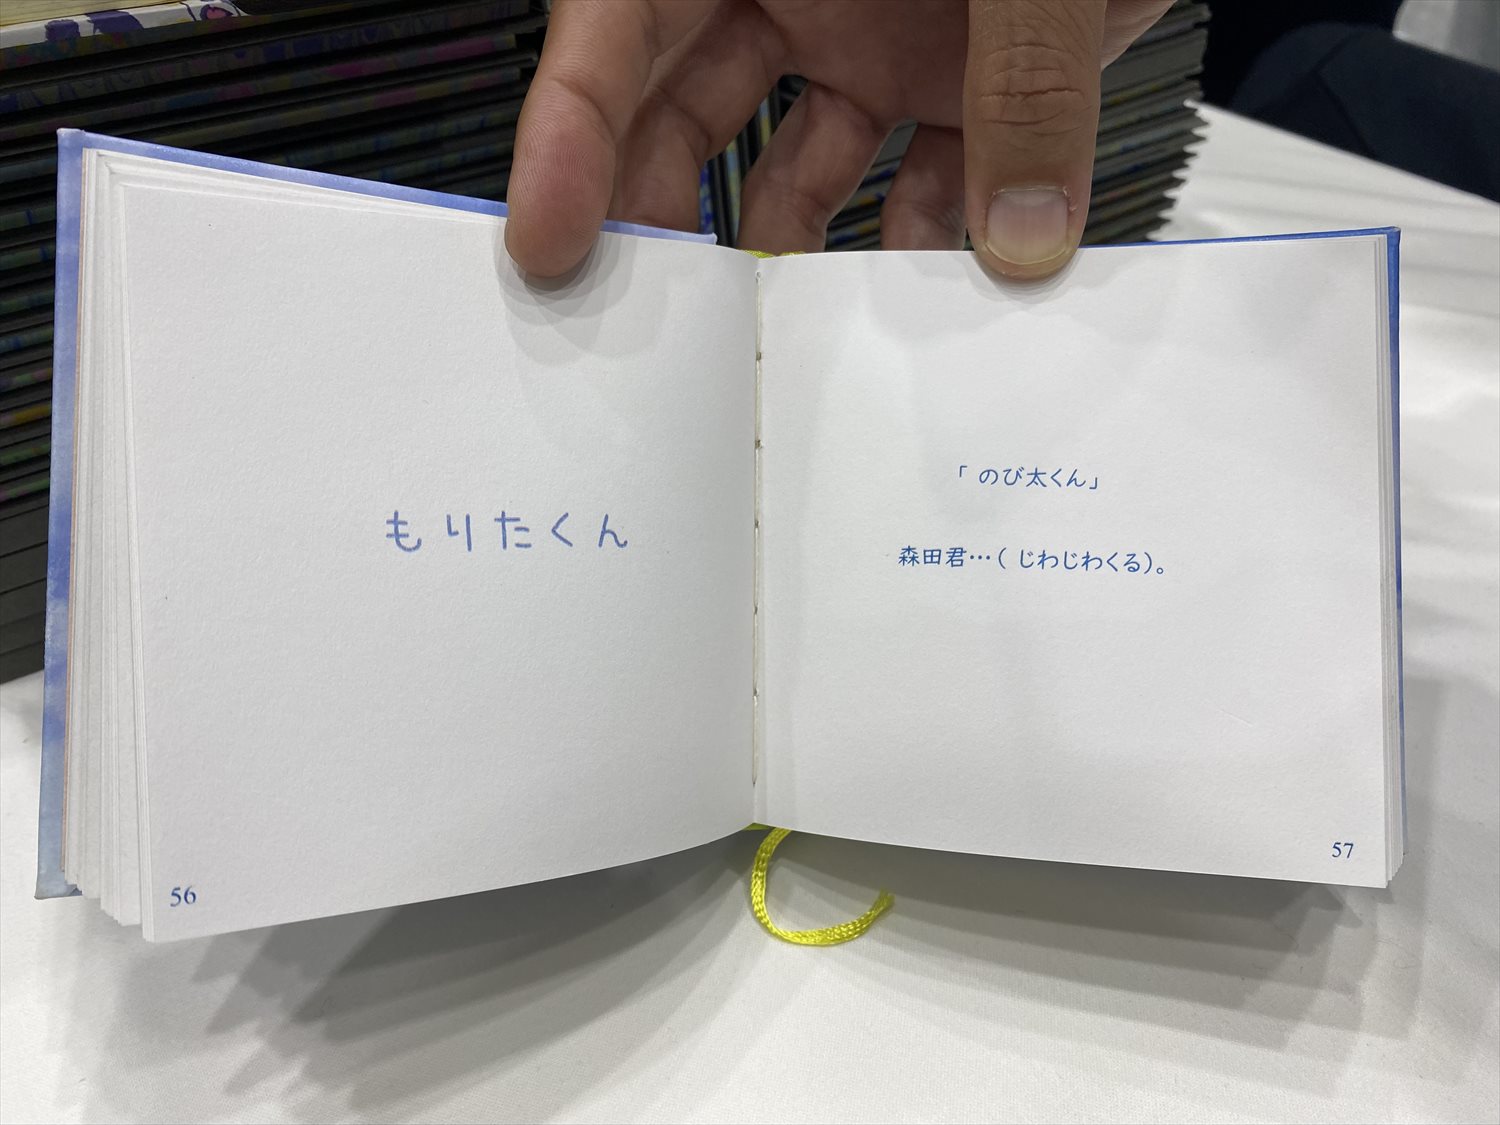 もりたくん
56
「のび太くん」
森田君…(じわじわくる)。
57